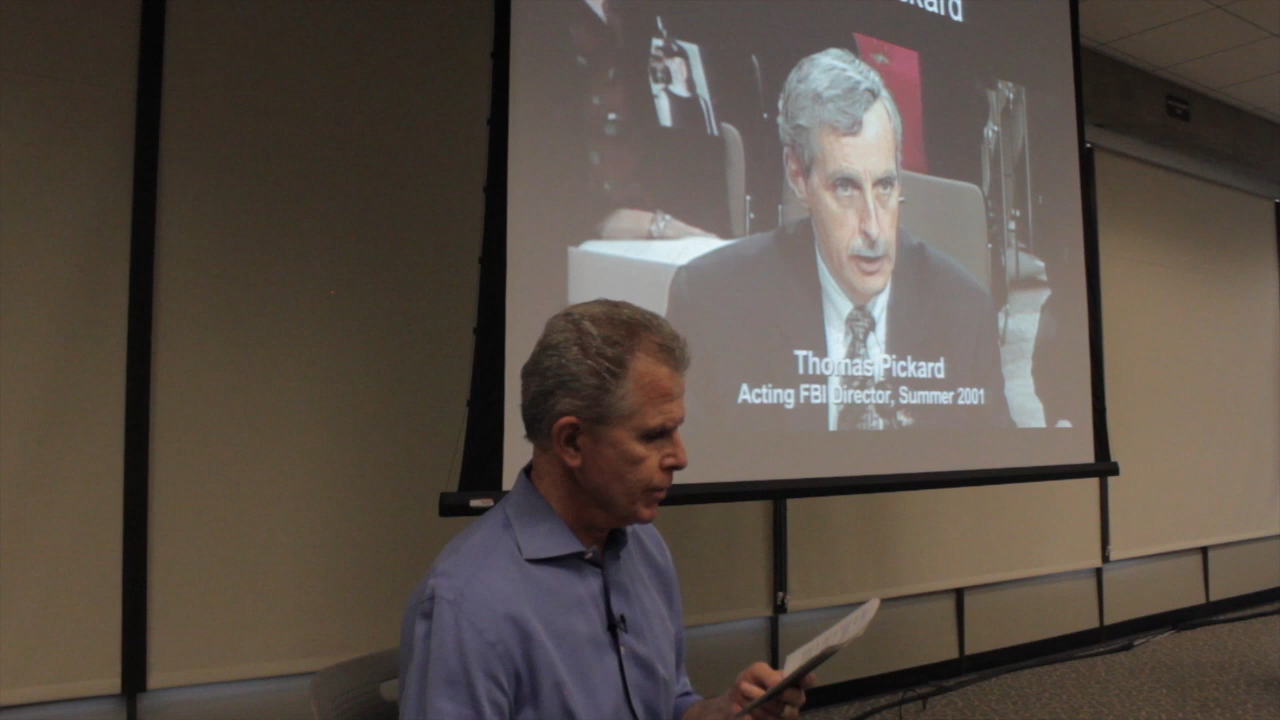 Thomas Pickard
Acting FBI Director, Summer 2001